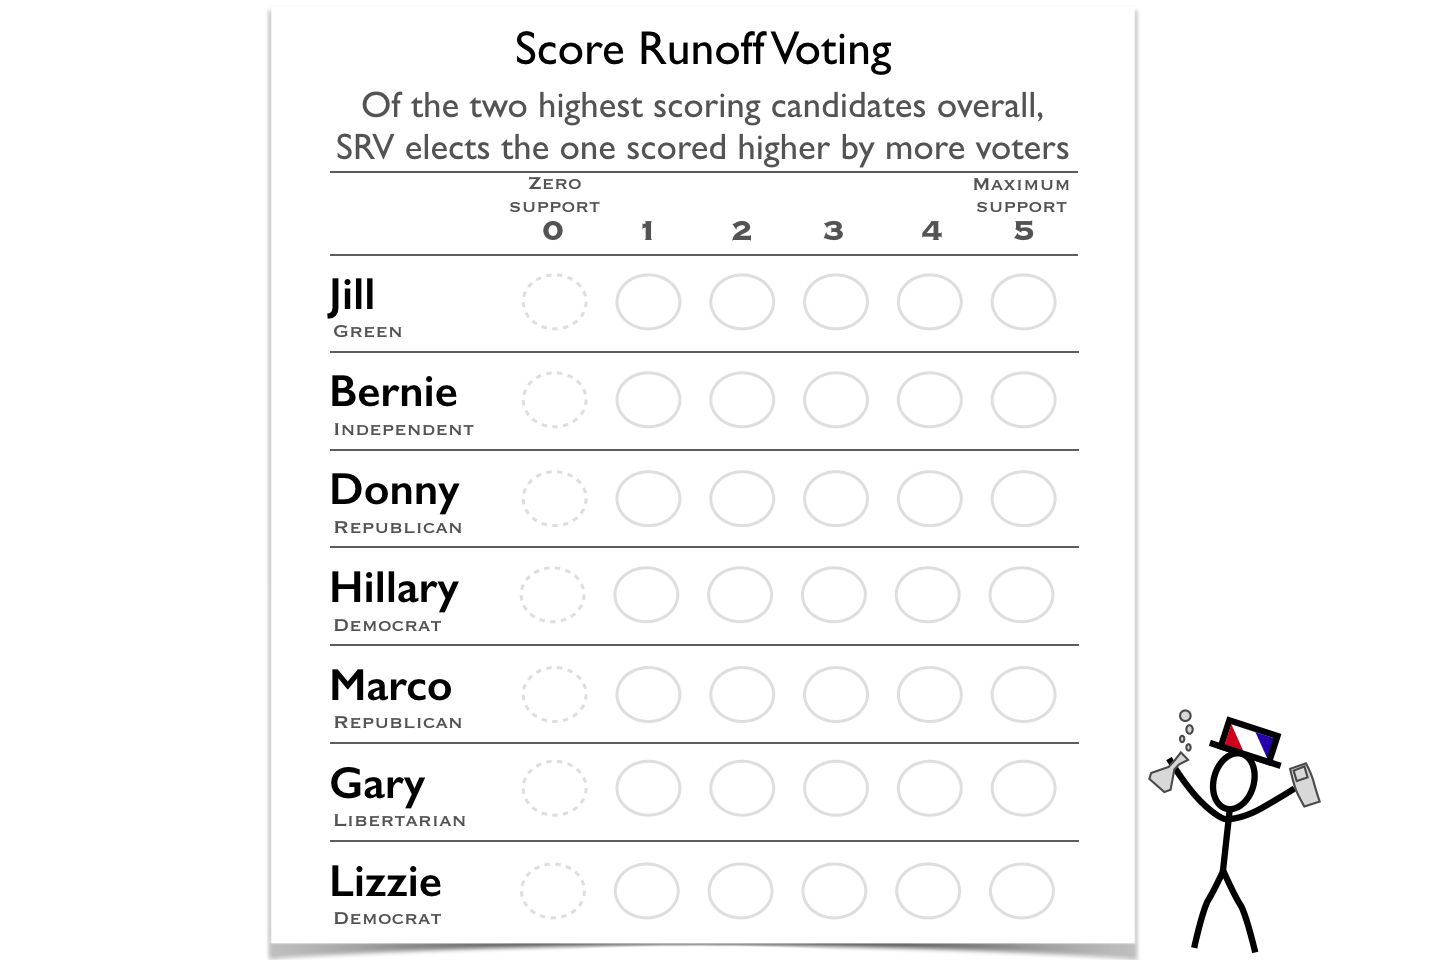 Score Runoff Voting
Of the two highest scoring candidates overall,
SRV elects the one scored higher by more voters
Zero support
Maximum support
0 1 2 3 4 5
Jill
Green
Bernie
Independent
Donny
Republican
Hillary
Democrat
Marco
Republican
Gary
Libertarian
Lizzie
Democrat